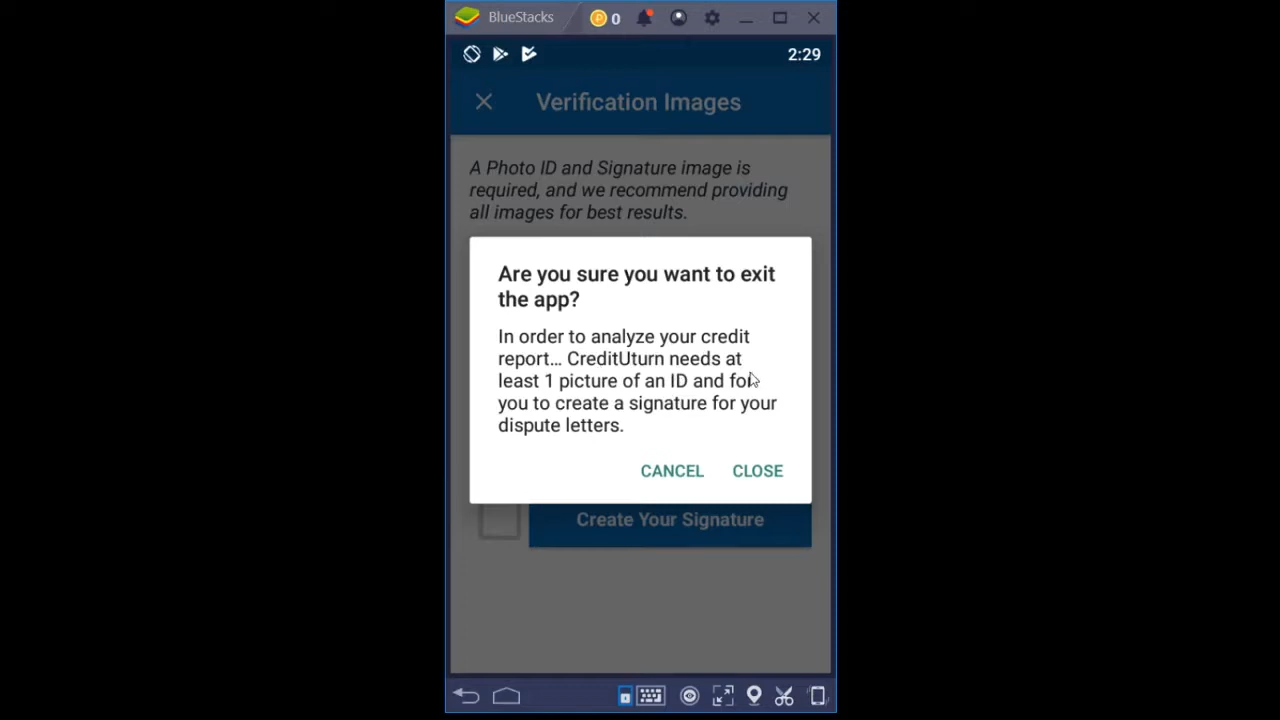 BlueStacks
0
2:29
Verification Images
A Photo ID and Signature image is
required, and we recommend providing
all images for best results.
Are you sure you want to exit
the app?
In order to analyze your credit
report... CreditUturn needs at
least 1 picture of an ID and for
you to create a signature for your
dispute letters.
CANCEL CLOSE
Create Your Signature